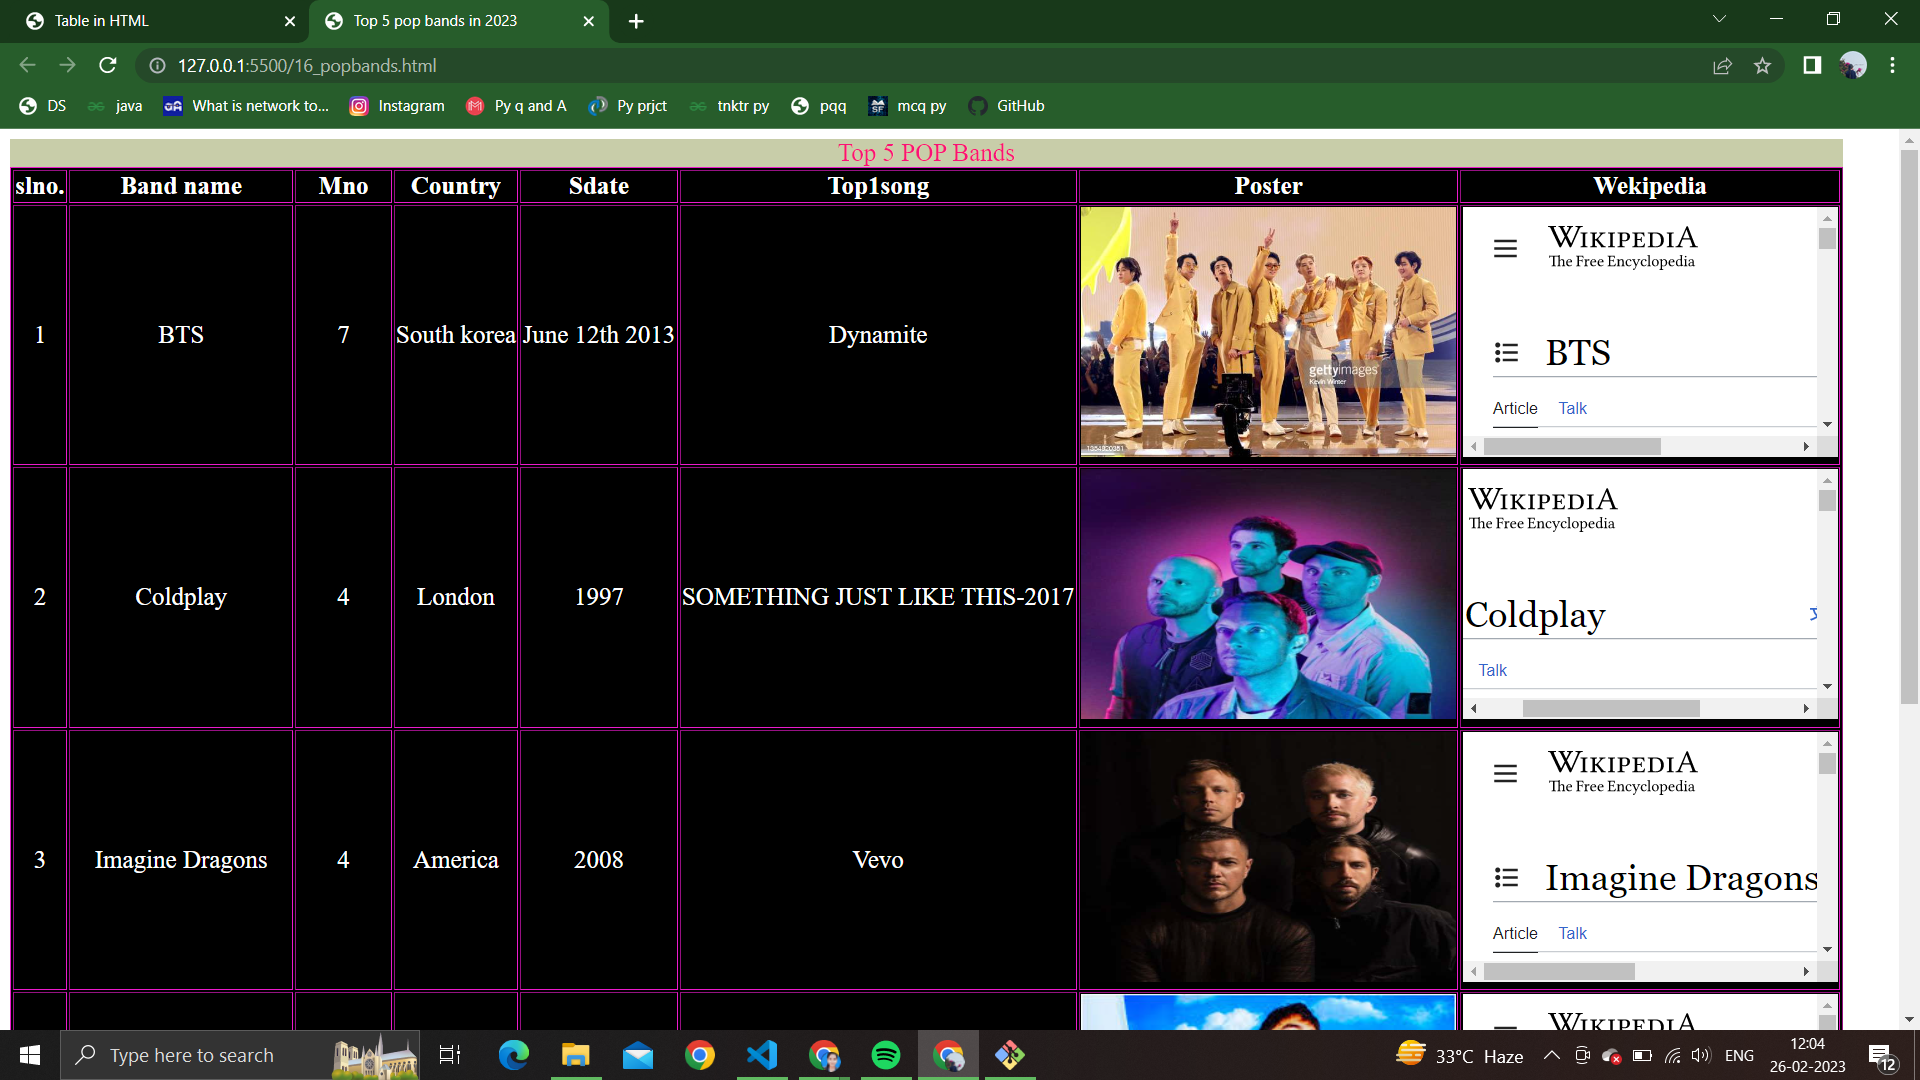 Table in HTML
Top 5 pop bands in 2023
127.0.0.1:5500/16_popbands.html
DS java What is network to... Instagram Py q and A Py prjct tnktr py pqq mcq py GitHub
Top 5 POP Bands
slno. Band name Mno Country Sdate Top1song Poster Wekipedia
1 BTS 7 South korea June 12th 2013 Dynamite
gettyimages
Kevin Winter
WIKIPEDIA
The Free Encyclopedia
BTS
Article Talk
2 Coldplay 4 London 1997 SOMETHING JUST LIKE THIS-2017
WIKIPEDIA
The Free Encyclopedia
Coldplay
Talk
3 Imagine Dragons 4 America 2008 Vevo
WIKIPEDIA
The Free Encyclopedia
Imagine Dragons
Article Talk
WIKIPEDIA
Type here to search
33°C Haze
ENG
12:04
26-02-2023
12